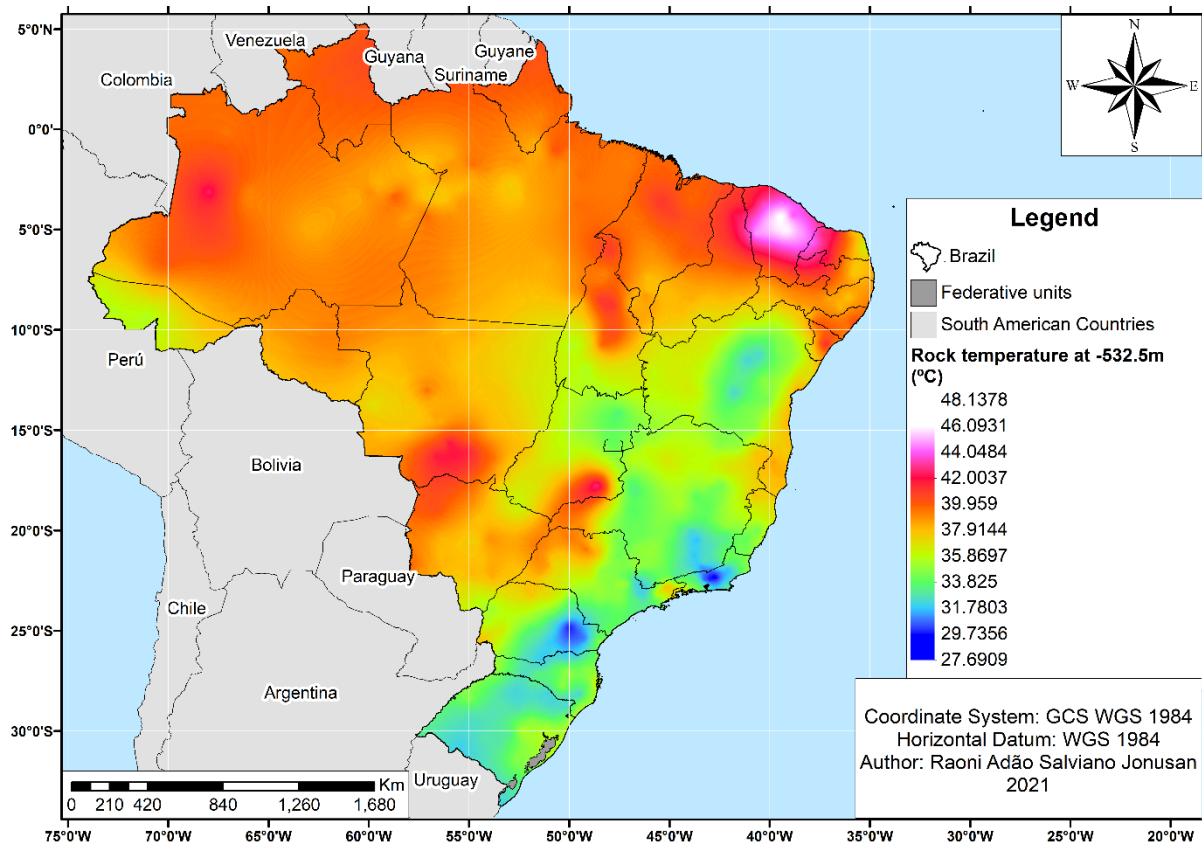 5°0'N
0°0'
5°0'S
10°0'S
15°0'S
20°0'S
25°0'S
30°0'S
Venezuela
Guyana
Guyane
Suriname
Colombia
Perú
Bolivia
Paraguay
Chile
Argentina
Uruguay
N
W
E
S
Legend
Brazil
Federative units
South American Countries
Rock temperature at -532.5m
(ºC)
48.1378
46.0931
44.0484
42.0037
39.959
37.9144
35.8697
33.825
31.7803
29.7356
27.6909
Coordinate System: GCS WGS 1984
Horizontal Datum: WGS 1984
Author: Raoni Adão Salviano Jonusan
2021
Km
0 210 420 840 1,260 1,680
75°0'W 70°0'W 65°0'W 60°0'W 55°0'W 50°0'W 45°0'W 40°0'W 35°0'W 30°0'W 25°0'W 20°0'W